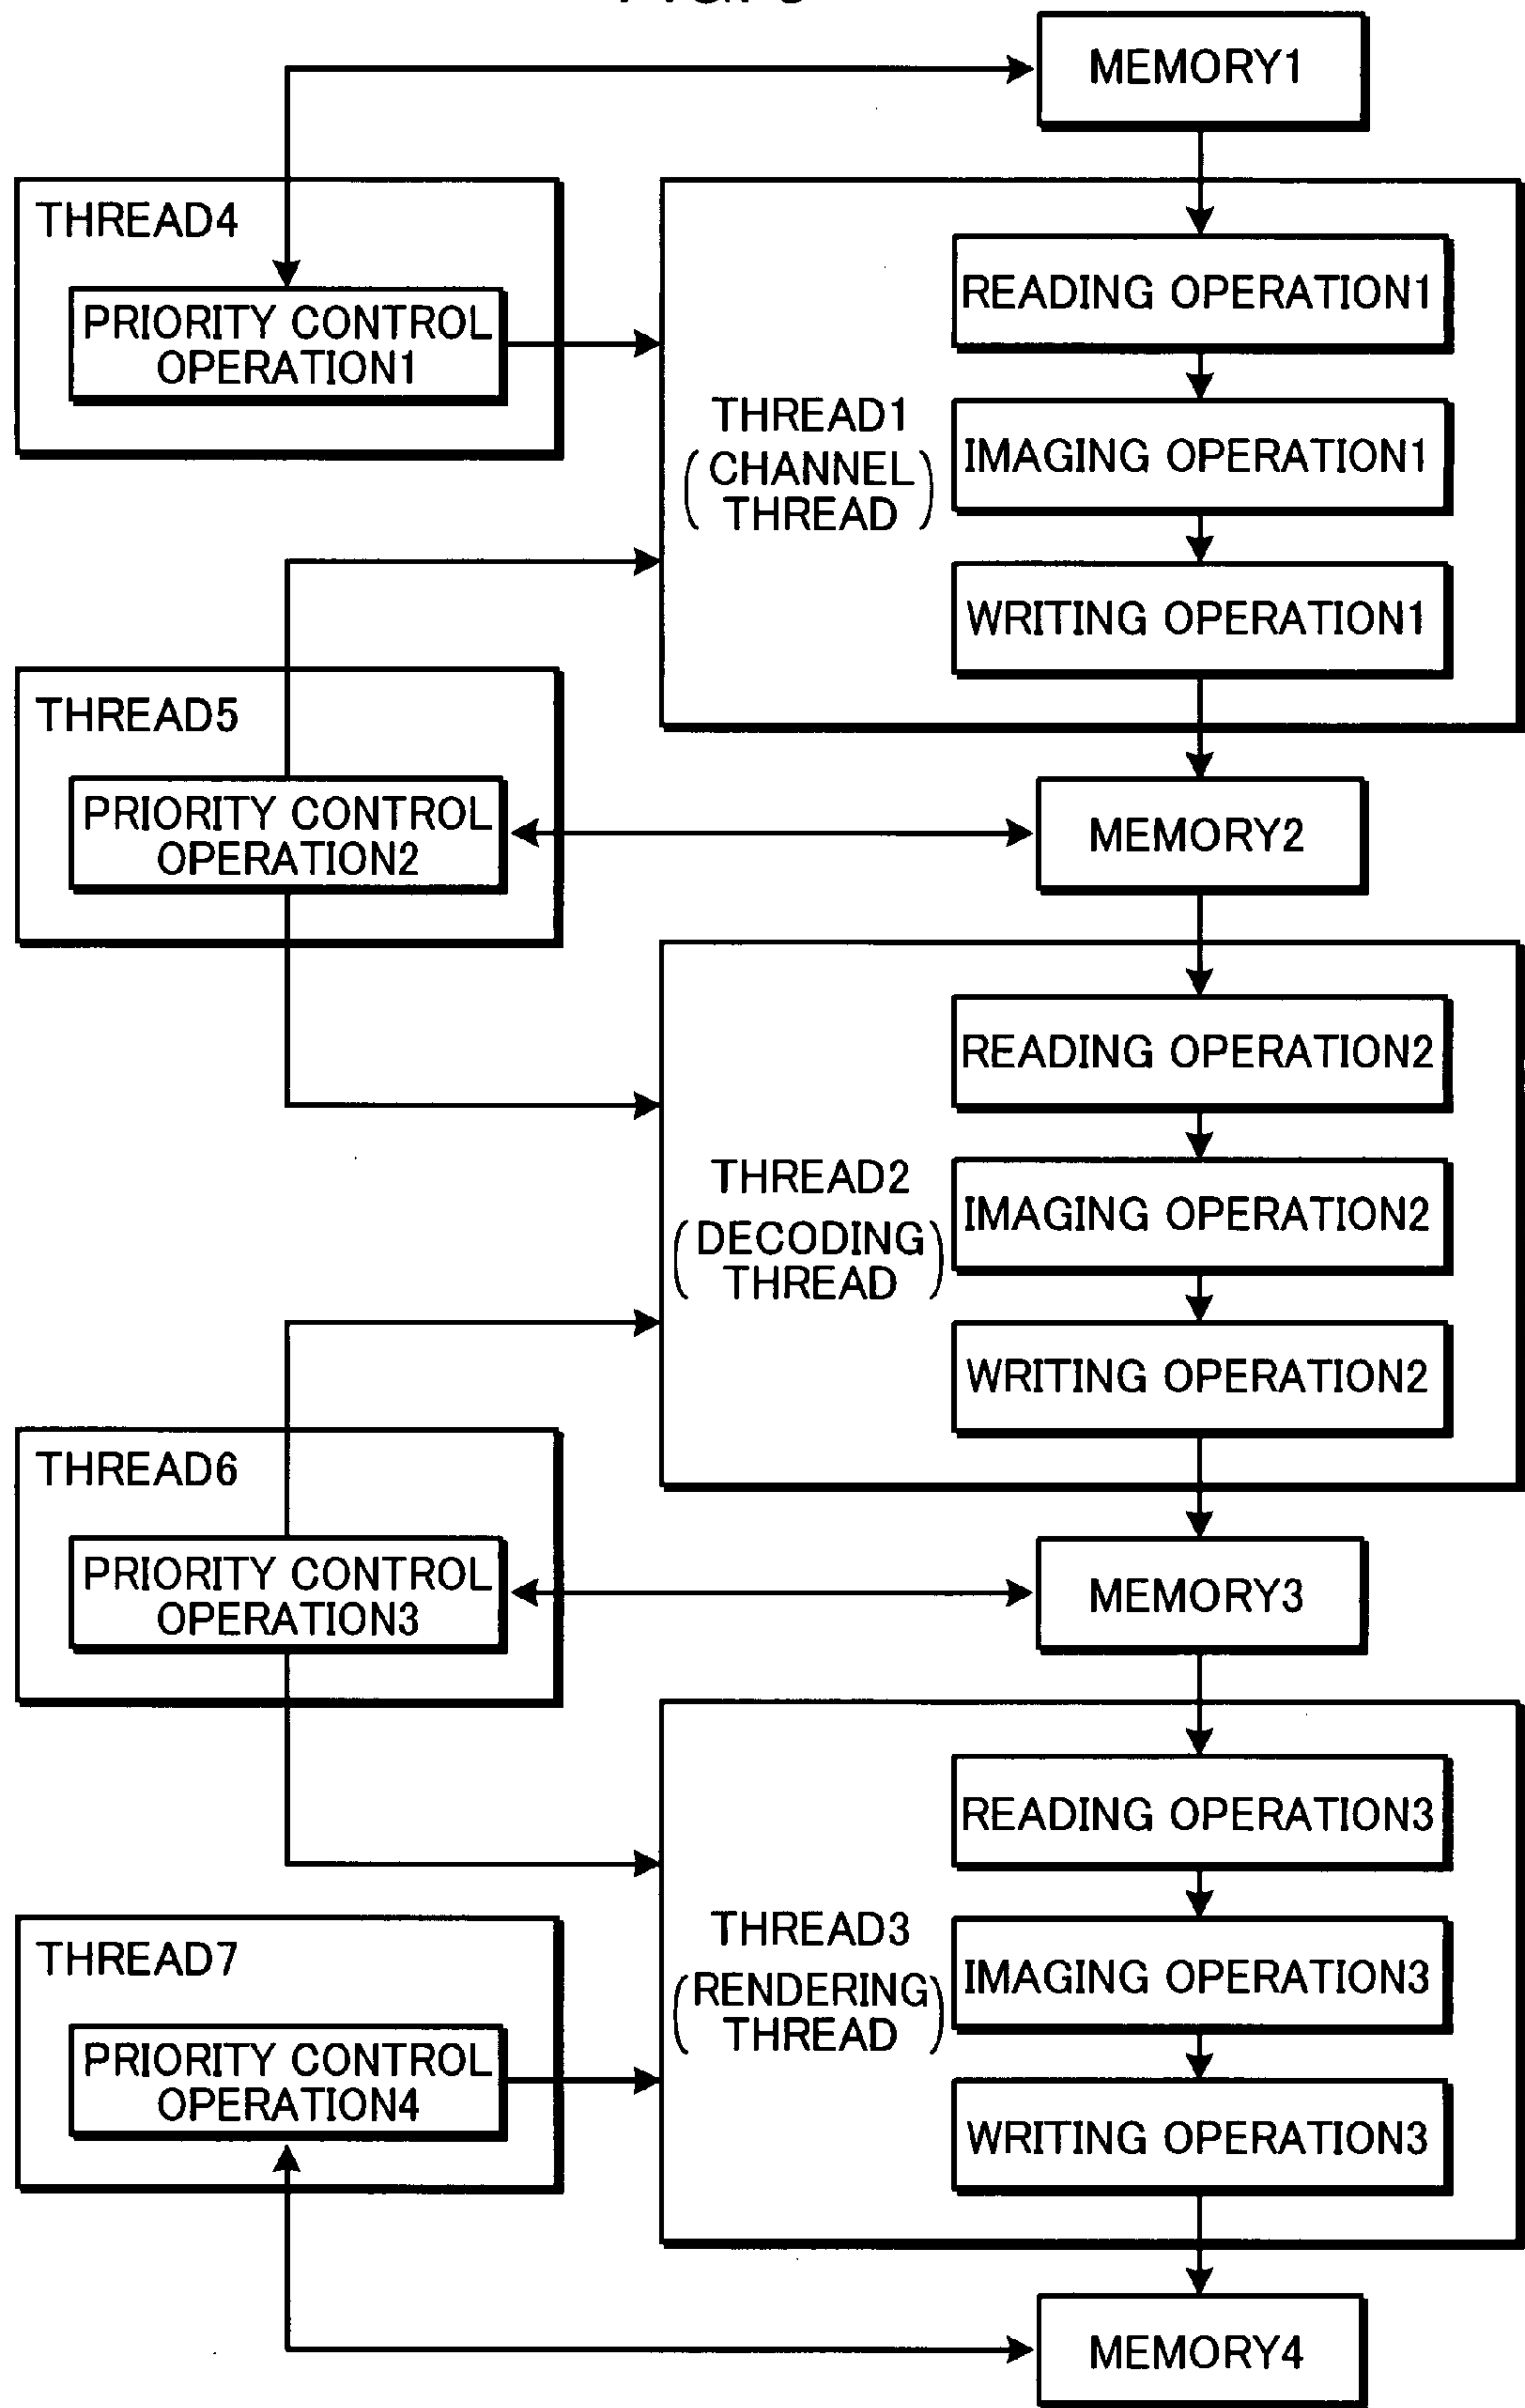 MEMORY1
THREAD4
PRIORITY CONTROL
OPERATION1
THREAD1
(CHANNEL
THREAD)
READING OPERATION1
IMAGING OPERATION1
WRITING OPERATION1
THREAD5
PRIORITY CONTROL
OPERATION2
MEMORY2
THREAD2
(DECODING
THREAD)
READING OPERATION2
IMAGING OPERATION2
WRITING OPERATION2
THREAD6
PRIORITY CONTROL
OPERATION3
MEMORY3
THREAD3
(RENDERING
THREAD)
READING OPERATION3
IMAGING OPERATION3
WRITING OPERATION3
THREAD7
PRIORITY CONTROL
OPERATION4
MEMORY4